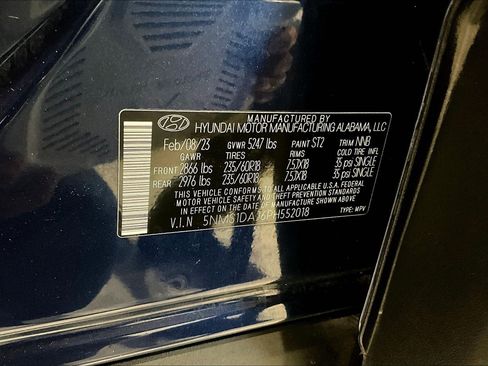 MANUFACTURED BY
HYUNDAI MOTOR MANUFACTURING ALABAMA, LLC
Feb/08/23 GVWR 5247 lbs PAINT ST2 TRIM NNB
GAWR TIRES RIMS
FRONT 2866 lbs 235/60R18 7.5JX18 35 psi SINGLE
REAR 2976 lbs 235/60R18 7.5JX18 35 psi SINGLE
THIS VEHICLE CONFORMS TO ALL APPLICABLE U.S.A. FEDERAL
MOTOR VEHICLE SAFETY AND THEFT PREVENTION STANDARDS IN
EFFECT ON THE DATE OF MANUFACTURE SHOWN ABOVE.
V.I.N 5NMS1DAJ6PH552018 TYPE: MPV